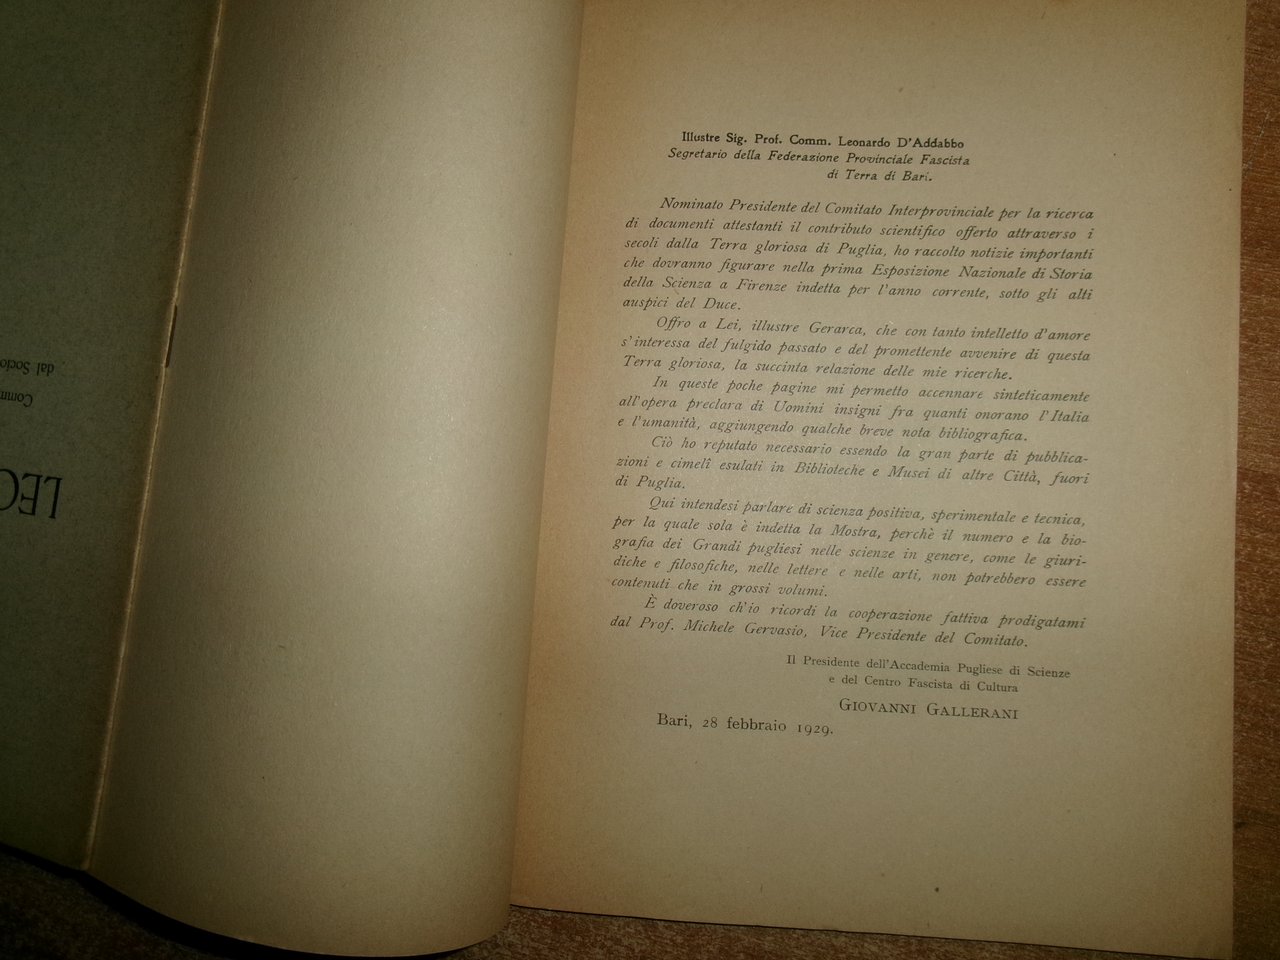 Illustre Sig. Prof. Comm. Leonardo D'Addabbo
Segretario della Federazione Provinciale Fascista
di Terra di Bari.
Nominato Presidente del Comitato Interprovinciale per la ricerca
di documenti attestanti il contributo scientifico offerto attraverso i
secoli dalla Terra gloriosa di Puglia, ho raccolto notizie importanti
che dovranno figurare nella prima Esposizione Nazionale di Storia
della Scienza a Firenze indetta per l'anno corrente, sotto gli alti
auspici del Duce.
Offro a Lei, illustre Gerarca, che con tanto intelletto d'amore
s'interessa del fulgido passato e del promettente avvenire di questa
Terra gloriosa, la succinta relazione delle mie ricerche.
In queste poche pagine mi permetto accennare sinteticamente
all'opera preclara di Uomini insigni fra quanti onorano l'Italia
e l'umanità, aggiungendo qualche breve nota bibliografica.
Ciò ho reputato necessario essendo la gran parte di pubblica-
zioni e cimelî esulati in Biblioteche e Musei di altre Città, fuori
di Puglia.
Qui intendesi parlare di scienza positiva, sperimentale e tecnica,
per la quale sola è indetta la Mostra, perchè il numero e la bio-
grafia dei Grandi pugliesi nelle scienze in genere, come le giuri-
diche e filosofiche, nelle lettere e nelle arti, non potrebbero essere
contenuti che in grossi volumi.
È doveroso ch'io ricordi la cooperazione fattiva prodigatami
dal Prof. Michele Gervasio, Vice Presidente del Comitato.
Il Presidente dell'Accademia Pugliese di Scienze
e del Centro Fascista di Cultura
GIOVANNI GALLERANI
Bari, 28 febbraio 1929.